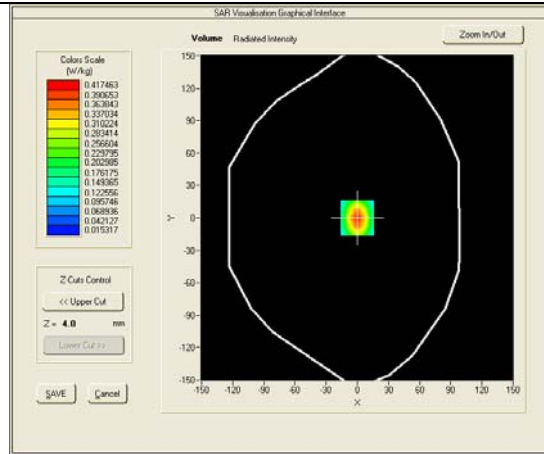 SAR Visualisation Graphical Interface
Volume Radiated Intensity
Zoom In/Out
Colors Scale
(W/kg)
0.417463
0.390653
0.363843
0.337034
0.310224
0.283414
0.256604
0.229795
0.202985
0.176175
0.149365
0.122556
0.095746
0.068936
0.042127
0.015317
Z Cuts Control
<< Upper Cut
Z = 4.0 mm
Lower Cut >>
SAVE
Cancel
150-
120-
90-
60-
30-
0-
-30-
-60-
-90-
-120-
-150-
Y
-150 -120 -90 -60 -30 0 30 60 90 120 150
X